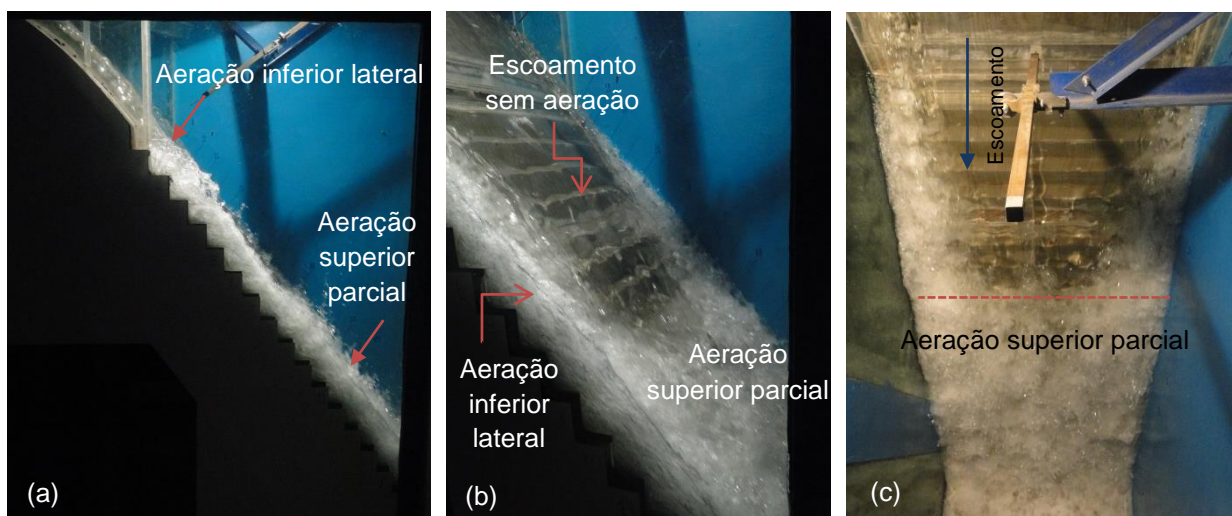 Aeração inferior lateral
Aeração
superior
parcial
(a)
Escoamento
sem aeração
Aeração
inferior
lateral
Aeração
superior parcial
(b)
Escoamento
Aeração superior parcial
(c)